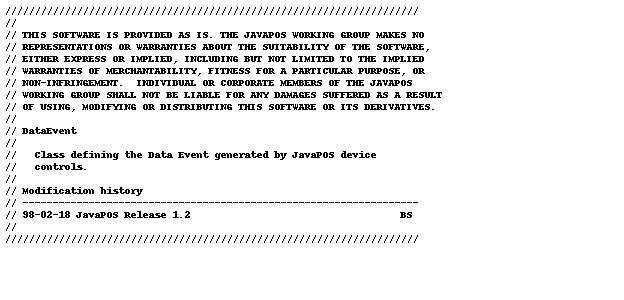 //////////////////////////////////////////////////////////////////////
//
// THIS SOFTWARE IS PROVIDED AS IS. THE JAVAPOS WORKING GROUP MAKES NO
// REPRESENTATIONS OR WARRANTIES ABOUT THE SUITABILITY OF THE SOFTWARE,
// EITHER EXPRESS OR IMPLIED, INCLUDING BUT NOT LIMITED TO THE IMPLIED
// WARRANTIES OF MERCHANTABILITY, FITNESS FOR A PARTICULAR PURPOSE, OR
// NON-INFRINGEMENT.  INDIVIDUAL OR CORPORATE MEMBERS OF THE JAVAPOS
// WORKING GROUP SHALL NOT BE LIABLE FOR ANY DAMAGES SUFFERED AS A RESULT
// OF USING, MODIFYING OR DISTRIBUTING THIS SOFTWARE OR ITS DERIVATIVES.
//
// DataEvent
//
//   Class defining the Data Event generated by JavaPOS device
//   controls.
//
// Modification history
// ------------------------------------------------------------------
// 98-02-18 JavaPOS Release 1.2                                   BS
//
//////////////////////////////////////////////////////////////////////